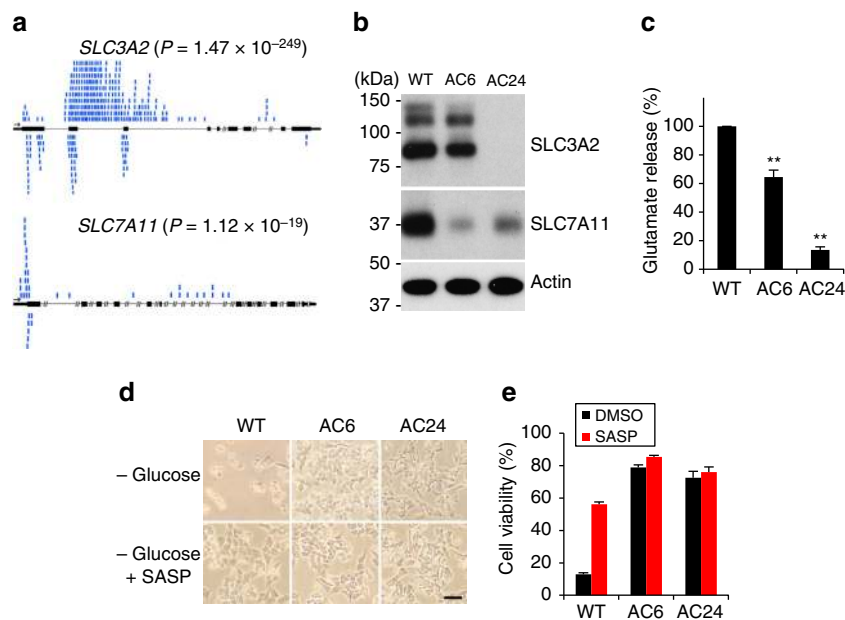 a
SLC3A2 (P = 1.47 × 10–249)
SLC7A11 (P = 1.12 × 10–19)
b
(kDa) WT AC6 AC24
150
100
75
SLC3A2
37
SLC7A11
50
37
Actin
c
Glutamate release (%)
100
80
60
40
20
0
**
**
WT AC6 AC24
d
WT AC6 AC24
– Glucose
– Glucose
+ SASP
e
DMSO
SASP
Cell viability (%)
100
80
60
40
20
0
WT AC6 AC24